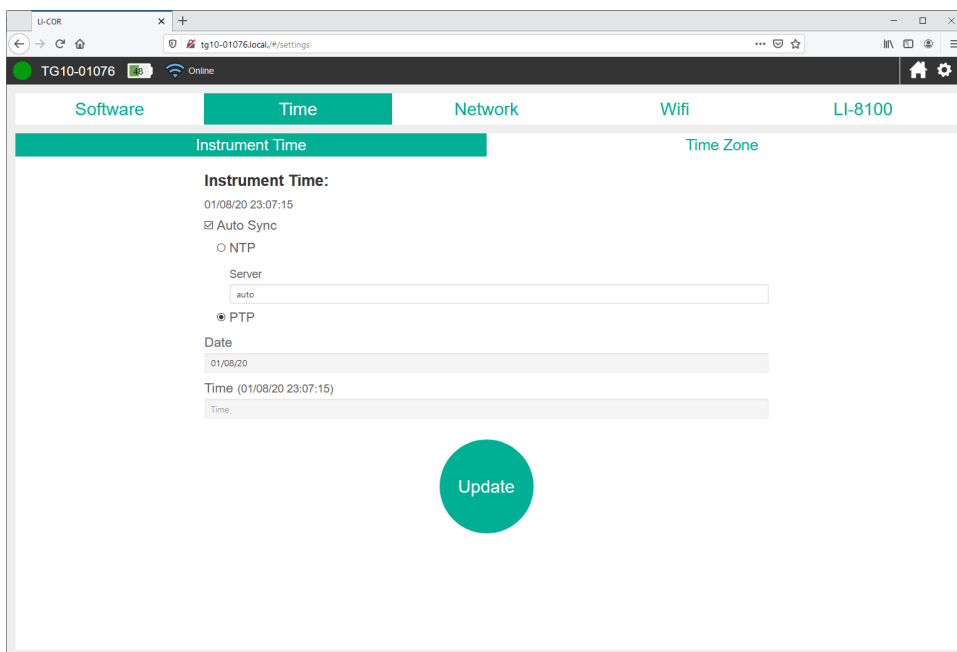 LI-COR
tg10-01076.local./#/settings
TG10-01076 48 Online
Software Time Network Wifi LI-8100
Instrument Time Time Zone
Instrument Time:
01/08/20 23:07:15
Auto Sync
NTP
Server
auto
PTP
Date
01/08/20
Time (01/08/20 23:07:15)
Time
Update